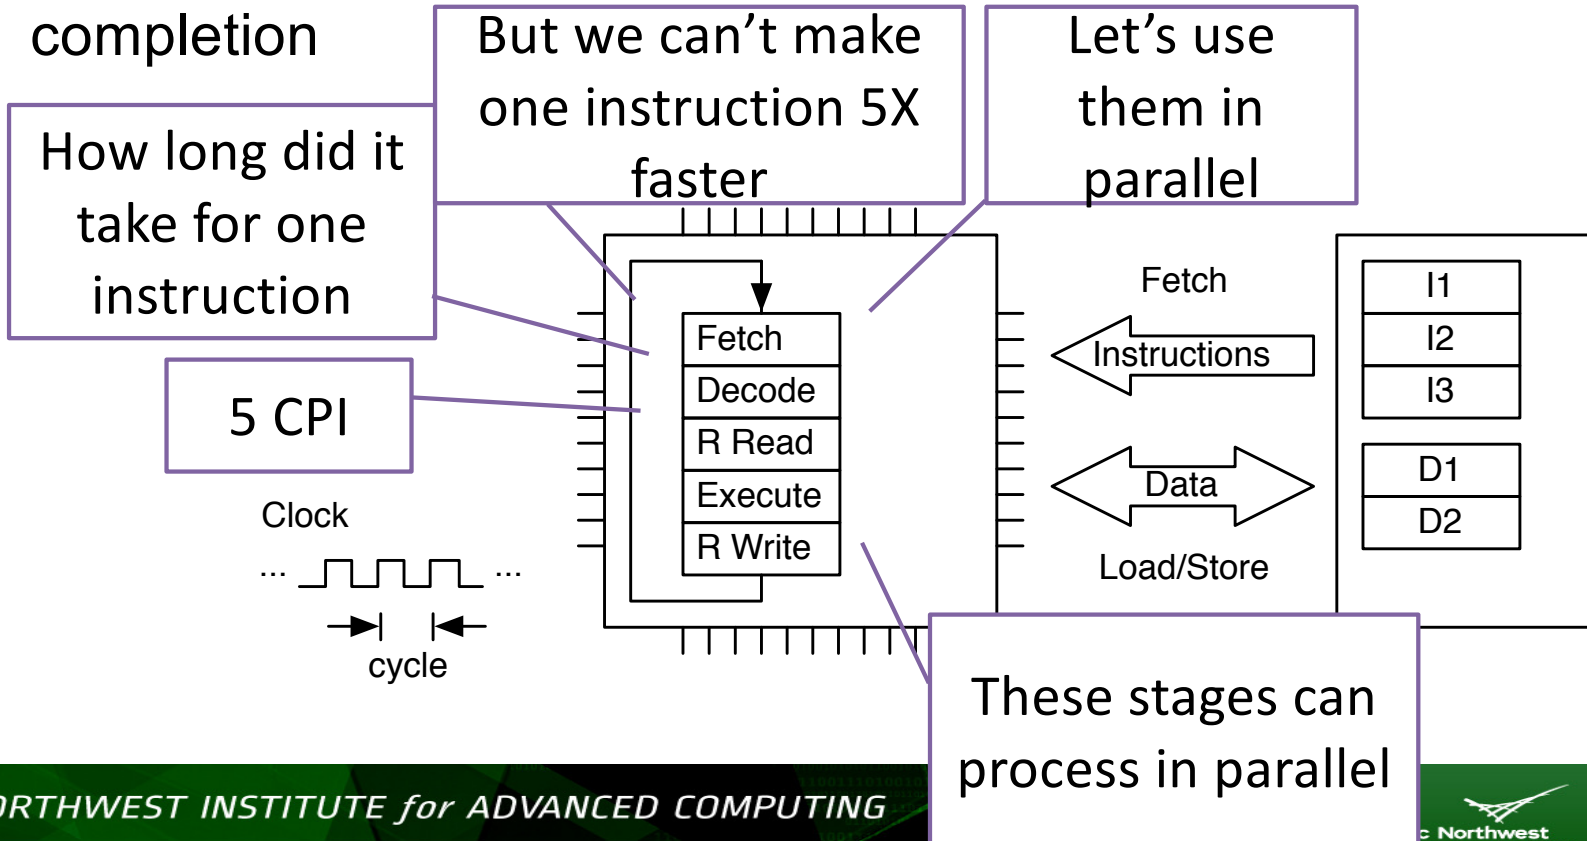 completion
How long did it
take for one
instruction
But we can’t make
one instruction 5X
faster
Let’s use
them in
parallel
5 CPI
Fetch
Decode
R Read
Execute
R Write
Fetch
Instructions
Data
Load/Store
I1
I2
I3
D1
D2
Clock
... ...
cycle
These stages can
process in parallel
ORTHWEST INSTITUTE for ADVANCED COMPUTING
c Northwest